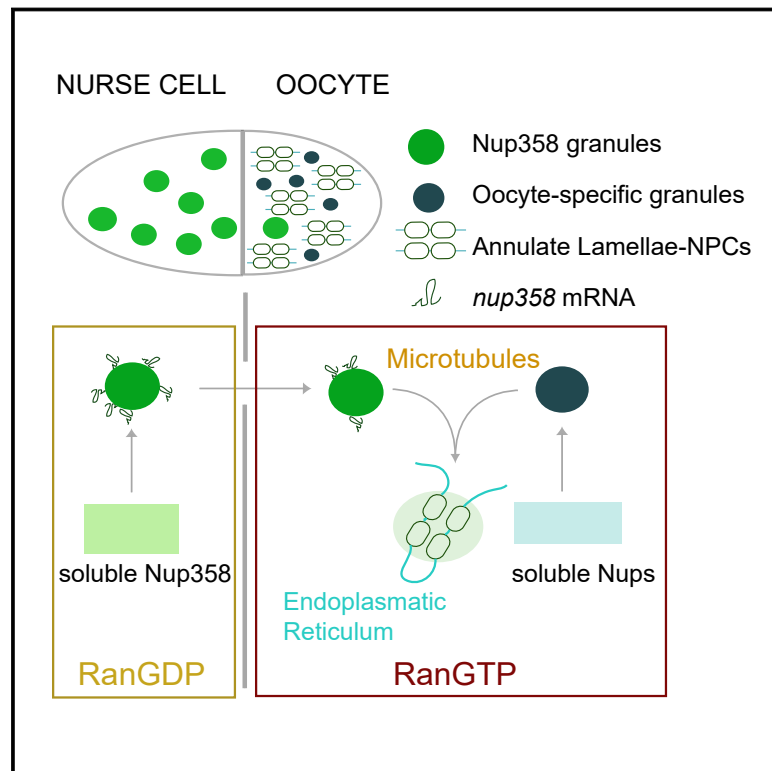 NURSE CELL
OOCYTE
Nup358 granules
Oocyte-specific granules
Annulate Lamellae-NPCs
nup358 mRNA
Microtubules
soluble Nup358
soluble Nups
Endoplasmatic
Reticulum
RanGDP
RanGTP